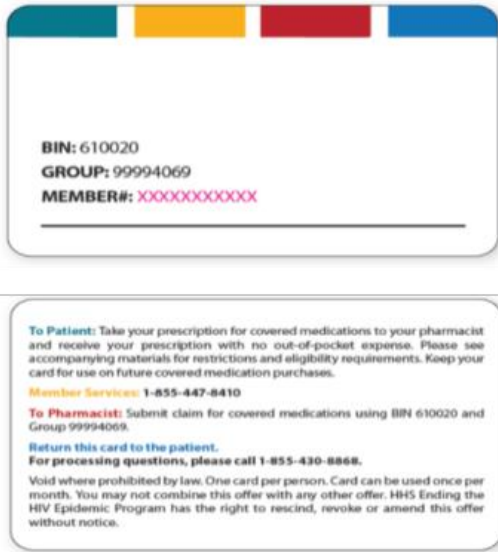 BIN: 610020
GROUP: 99994069
MEMBER#: XXXXXXXXXXX
To Patient: Take your prescription for covered medications to your pharmacist
and receive your prescription with no out-of-pocket expense. Please see
accompanying materials for restrictions and eligibility requirements. Keep your
card for use on future covered medication purchases.
Member Services: 1-855-447-8410
To Pharmacist: Submit claim for covered medications using BIN 610020 and
Group 99994069.
Return this card to the patient.
For processing questions, please call 1-855-430-8868.
Void where prohibited by law. One card per person. Card can be used once per
month. You may not combine this offer with any other offer. HHS Ending the
HIV Epidemic Program has the right to rescind, revoke or amend this offer
without notice.